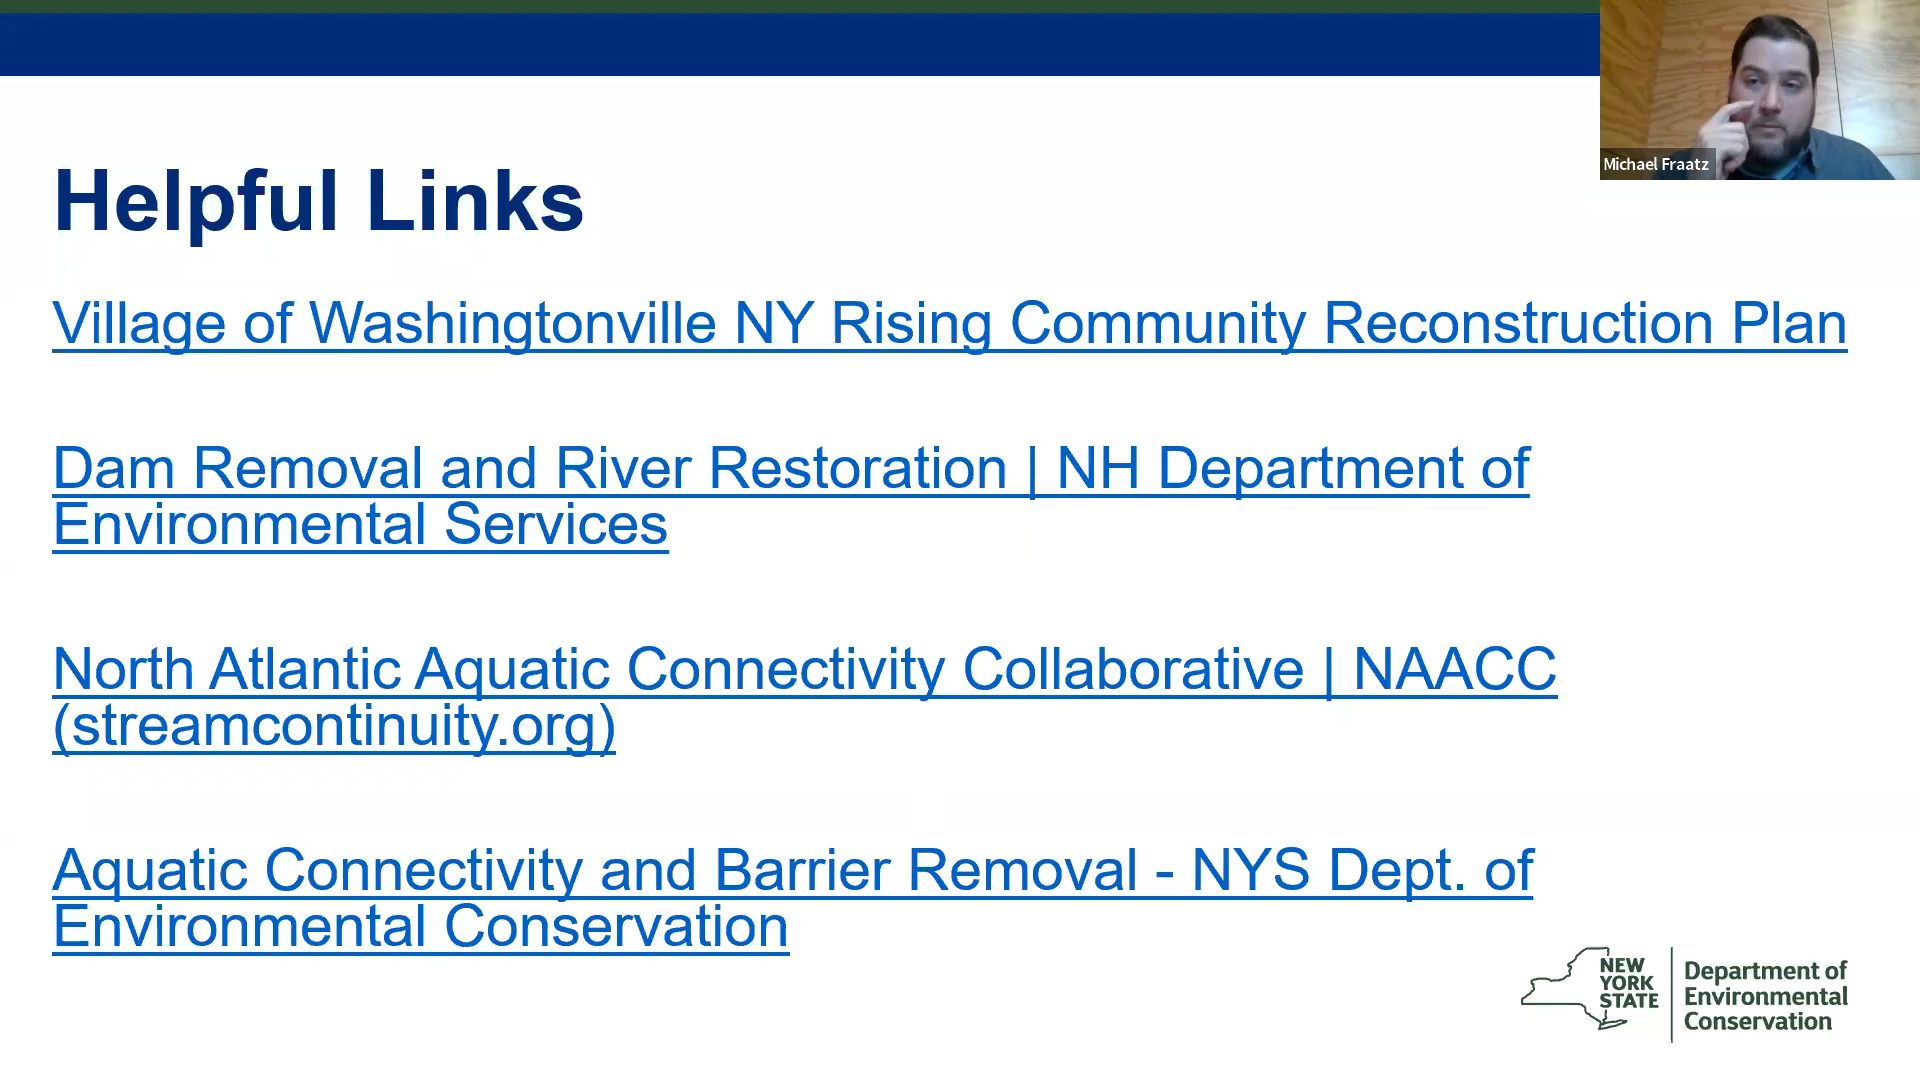 Michael Fraatz
Helpful Links
Village of Washingtonville NY Rising Community Reconstruction Plan
Dam Removal and River Restoration | NH Department of
Environmental Services
North Atlantic Aquatic Connectivity Collaborative | NAACC
(streamcontinuity.org)
Aquatic Connectivity and Barrier Removal - NYS Dept. of
Environmental Conservation
NEW
YORK
STATE
Department of
Environmental
Conservation